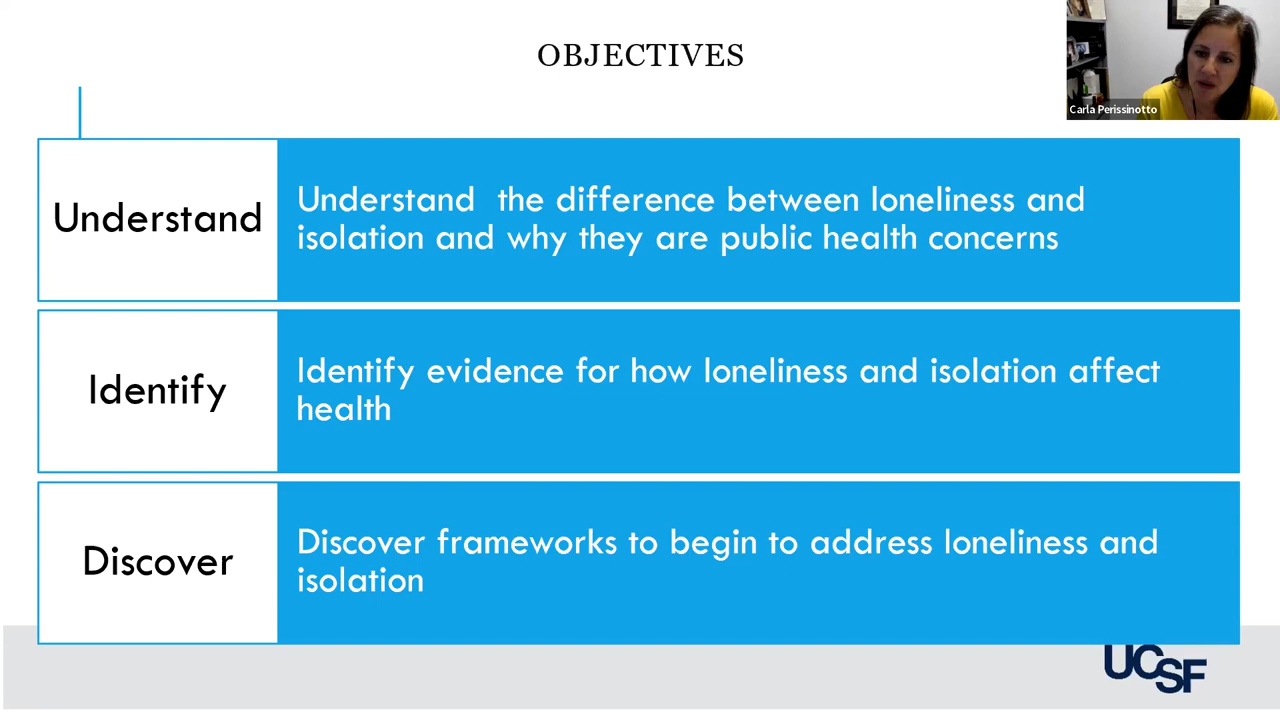 OBJECTIVES
Carla Perissinotto
Understand
Understand the difference between loneliness and
isolation and why they are public health concerns
Identify
Identify evidence for how loneliness and isolation affect
health
Discover
Discover frameworks to begin to address loneliness and
isolation
UCSF